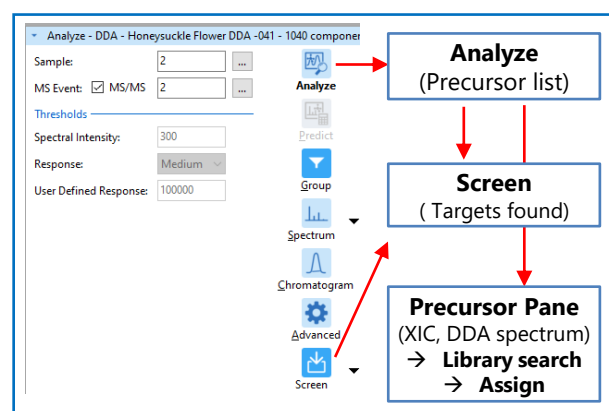 Analyze - DDA - Honeysuckle Flower DDA -041 - 1040 componen
Sample:
2
...
MS Event:
MS/MS
2
...
Thresholds
Spectral Intensity:
300
Response:
Medium
User Defined Response:
100000
Analyze
Predict
Group
Spectrum
Chromatogram
Advanced
Screen
Analyze
(Precursor list)
Screen
( Targets found)
Precursor Pane
(XIC, DDA spectrum)
→ Library search
→ Assign